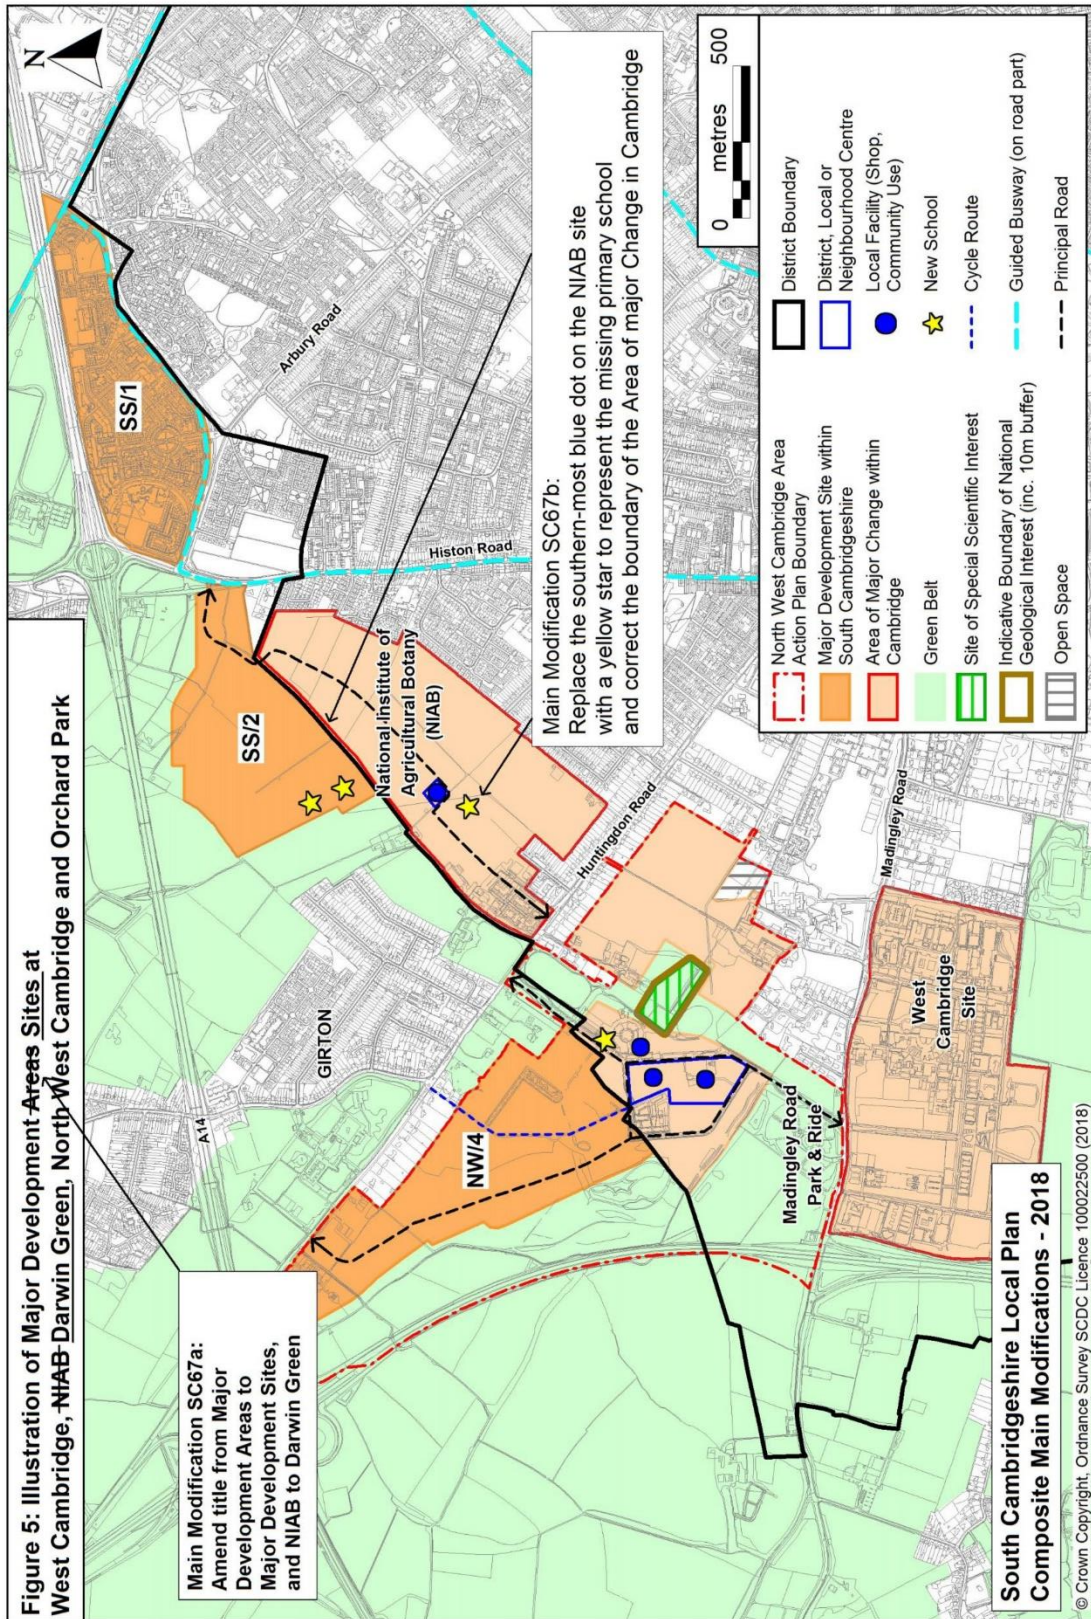 Figure 5: Illustration of Major Development Areas Sites at
West Cambridge, NIAB Darwin Green, North West Cambridge and Orchard Park
N
Main Modification SC67a:
Amend title from Major
Development Areas to
Major Development Sites,
and NIAB to Darwin Green
A14
GIRTON
NW/4
SS/2
SS/1
Histon Road
Arbury Road
National Institute of
Agricultural Botany
(NIAB)
Huntingdon Road
Madingley Road
Park & Ride
Madingley Road
West
Cambridge
Site
Main Modification SC67b:
Replace the southern-most blue dot on the NIAB site
with a yellow star to represent the missing primary school
and correct the boundary of the Area of major Change in Cambridge
0 metres 500
North West Cambridge Area
Action Plan Boundary
Major Development Site within
South Cambridgeshire
Area of Major Change within
Cambridge
Green Belt
Site of Special Scientific Interest
Indicative Boundary of National
Geological Interest (inc. 10m buffer)
Open Space
District Boundary
District, Local or
Neighbourhood Centre
Local Facility (Shop,
Community Use)
New School
Cycle Route
Guided Busway (on road part)
Principal Road
South Cambridgeshire Local Plan
Composite Main Modifications - 2018
© Crown Copyright, Ordnance Survey SCDC Licence 100022500 (2018)